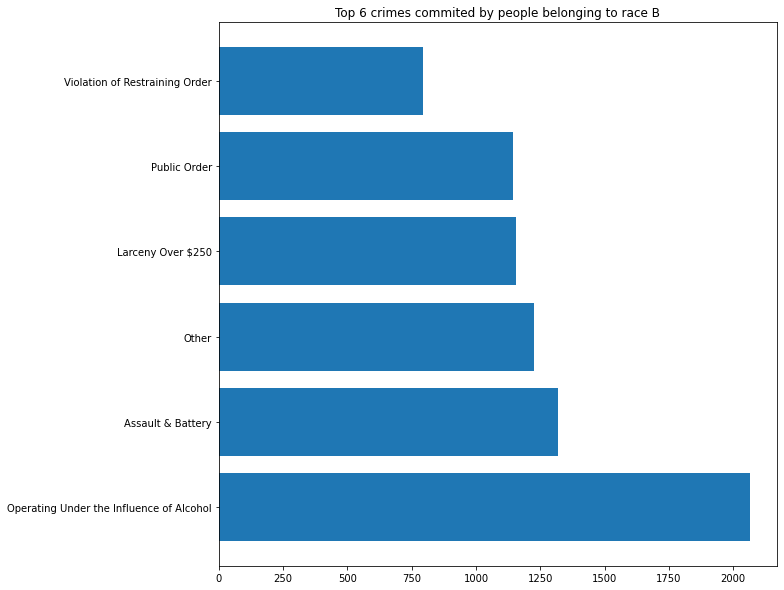 Top 6 crimes commited by people belonging to race B
Violation of Restraining Order
Public Order
Larceny Over $250
Other
Assault & Battery
Operating Under the Influence of Alcohol
0 250 500 750 1000 1250 1500 1750 2000